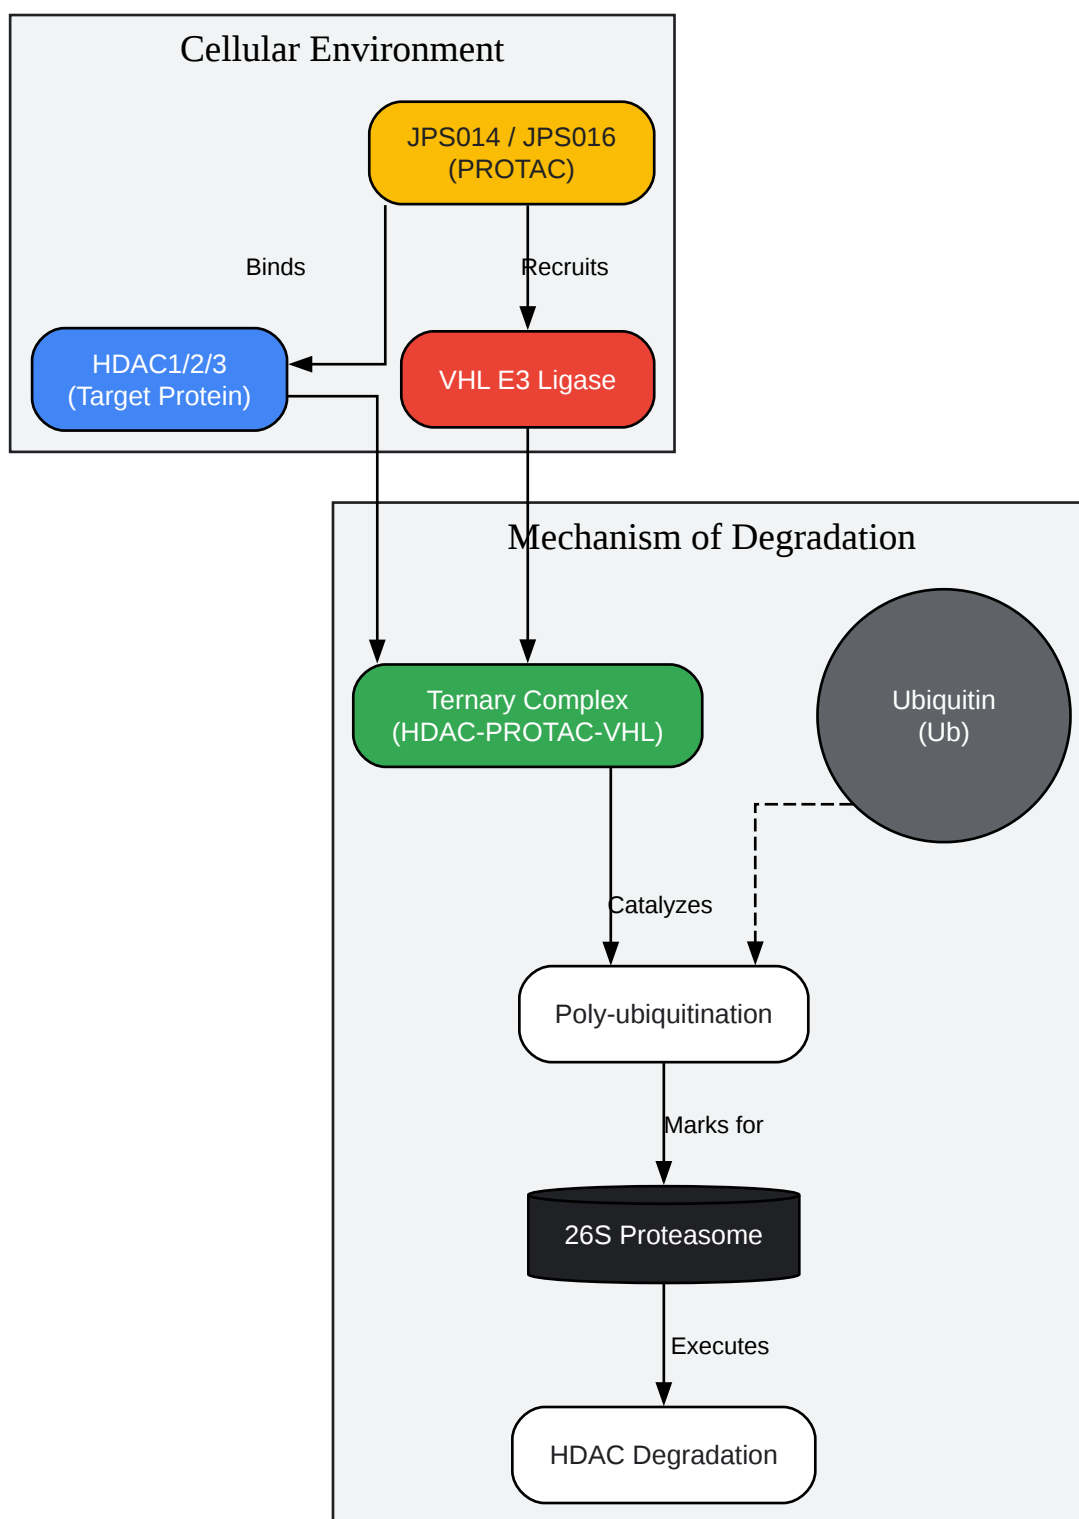 Cellular Environment
JPS014 / JPS016
(PROTAC)
Binds
Recruits
HDAC1/2/3
(Target Protein)
VHL E3 Ligase
Mechanism of Degradation
Ternary Complex
(HDAC-PROTAC-VHL)
Ubiquitin
(Ub)
Catalyzes
Poly-ubiquitination
Marks for
26S Proteasome
Executes
HDAC Degradation